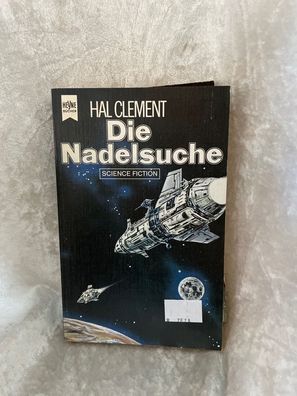 HEYNE
BÜCHER
HAL CLEMENT
Die
Nadelsuche
SCIENCE FICTION